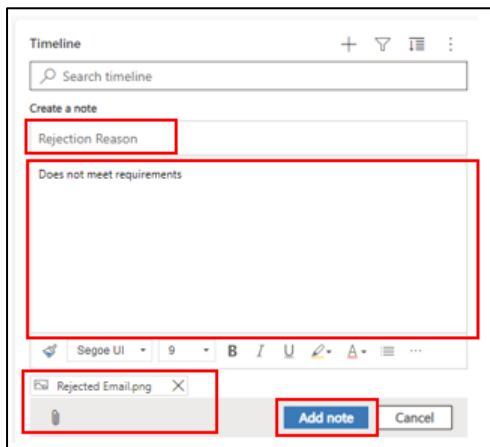 Timeline
Search timeline
Create a note
Rejection Reason
Does not meet requirements
Segoe UI 9 B I U A ...
Rejected Email.png
Add note Cancel